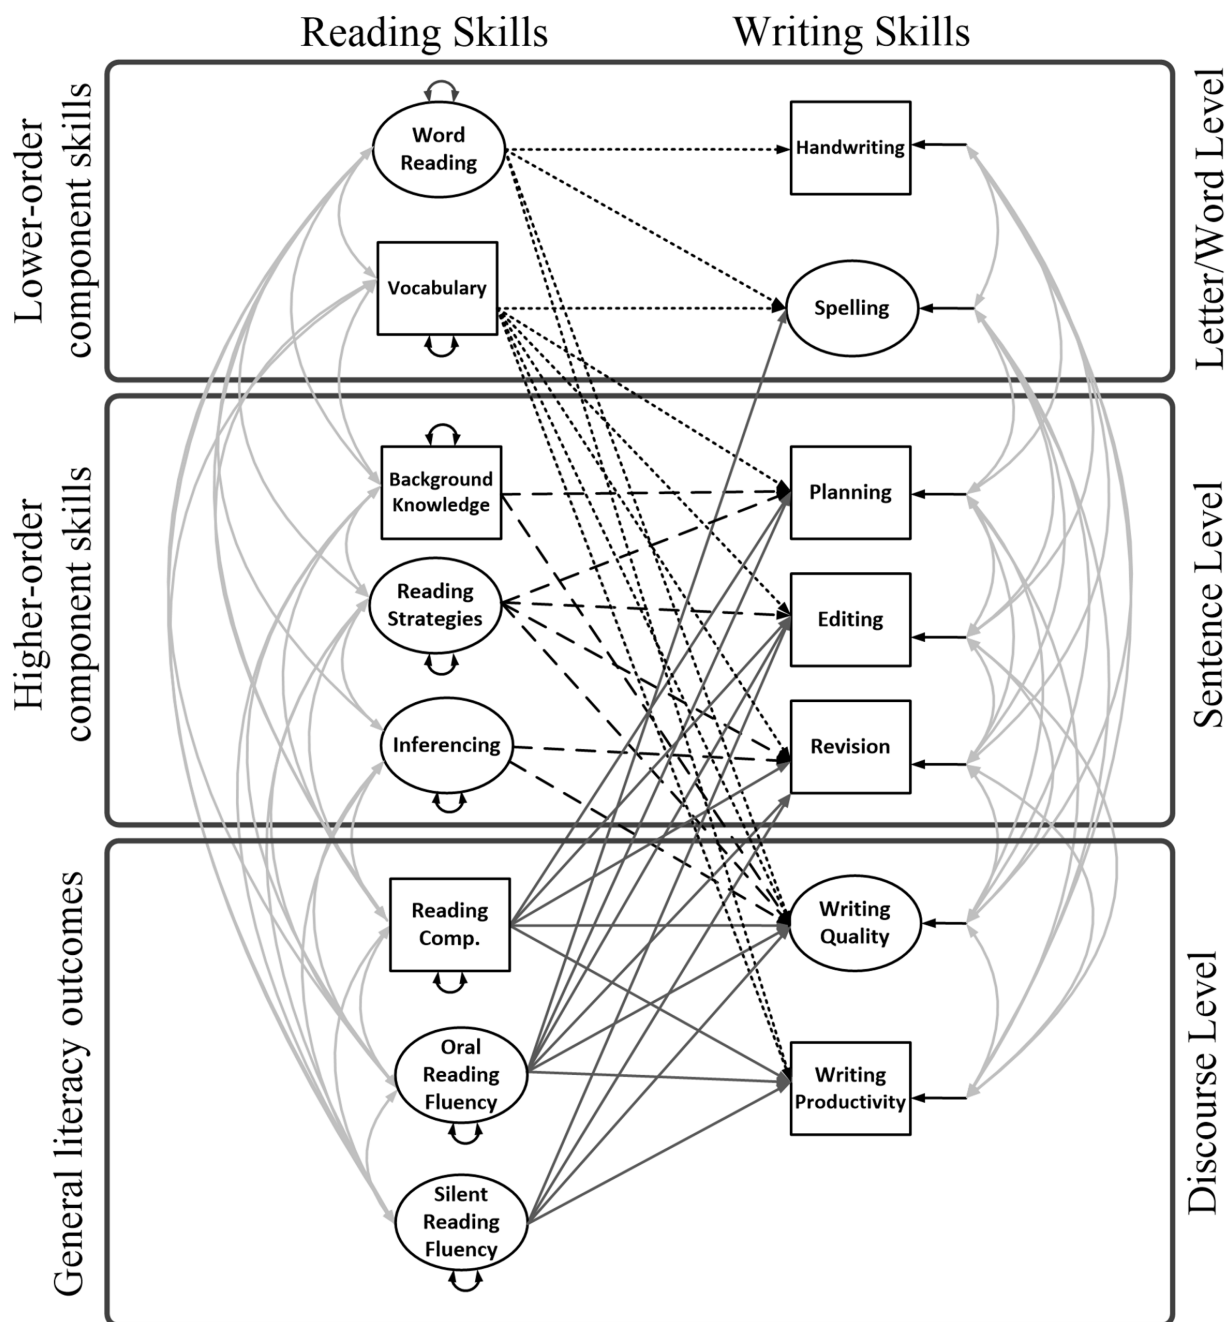 Reading Skills
Writing Skills
Lower-order
component skills
Letter/Word Level
Word
Reading
Handwriting
Vocabulary
Spelling
Higher-order
component skills
Sentence Level
Background
Knowledge
Planning
Reading
Strategies
Editing
Inferencing
Revision
General literacy outcomes
Discourse Level
Reading
Comp.
Writing
Quality
Oral
Reading
Fluency
Writing
Productivity
Silent
Reading
Fluency